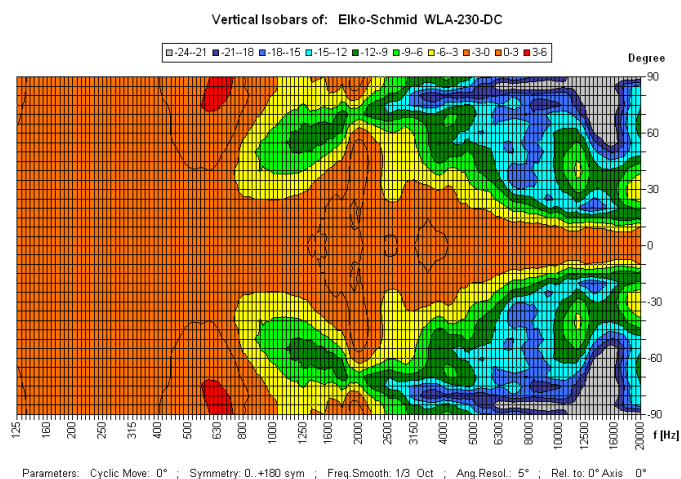 Vertical Isobars of: Elko-Schmid WLA-230-DC
-24--21 -21--18 -18--15 -15--12 -12--9 -9--6 -6--3 -3-0 0-3 3-6
Degree
90
60
30
0
-30
-60
-90
125 160 200 250 315 400 500 630 800 1000 1250 1600 2000 2500 3150 4000 5000 6300 8000 10000 12500 16000 20000 f [Hz]
Parameters: Cyclic Move: 0° ; Symmetry: 0..+180 sym ; Freq.Smooth: 1/3 Oct ; Ang.Resol.: 5° ; Rel. to: 0° Axis 0°